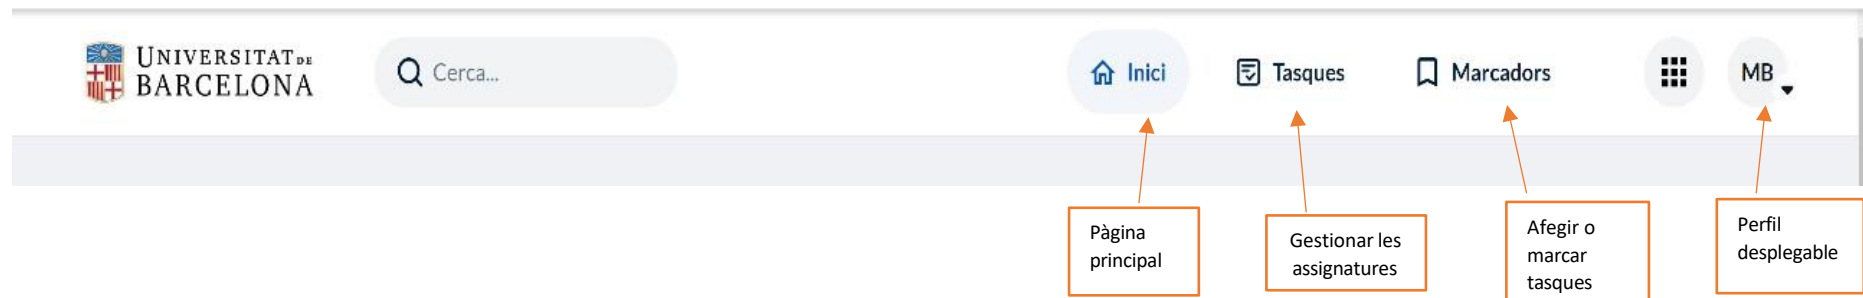 UNIVERSITAT DE
BARCELONA
Cerca...
Inici
Tasques
Marcadors
MB
Pàgina
principal
Gestionar les
assignatures
Afegir o
marcar
tasques
Perfil
desplegable